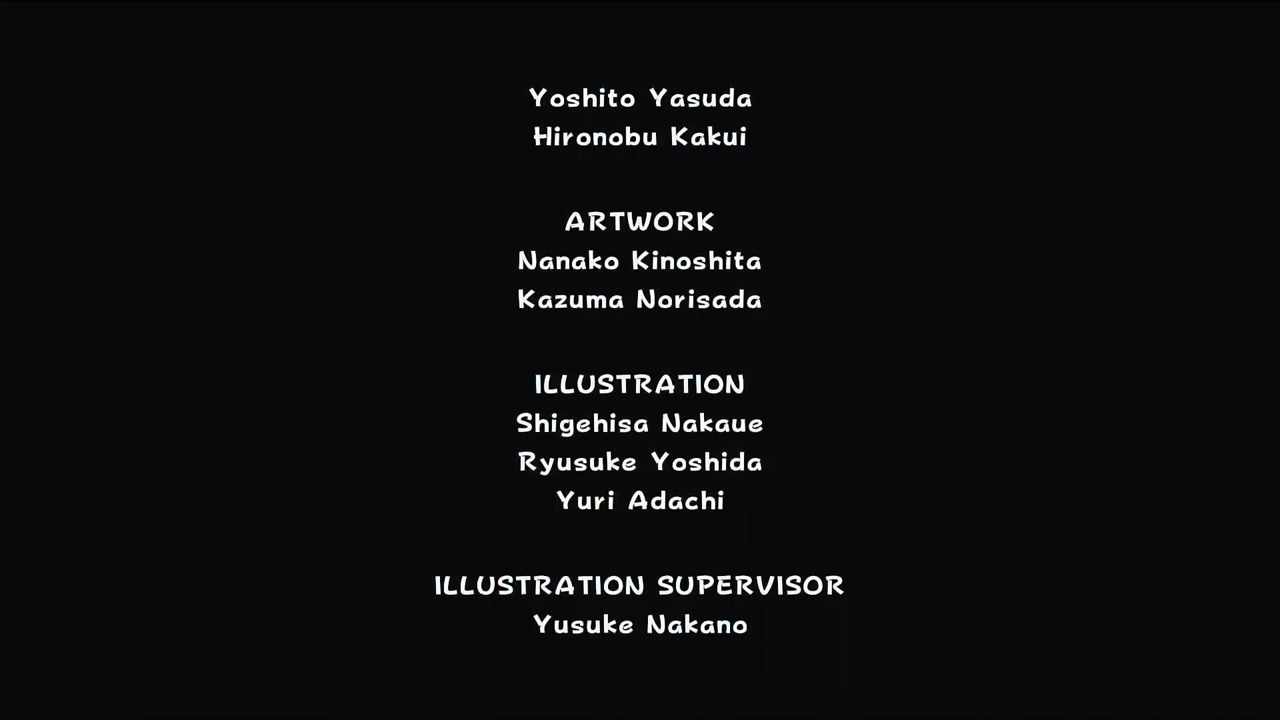 Yoshito Yasuda
Hironobu Kakui
ARTWORK
Nanako Kinoshita
Kazuma Norisada
ILLUSTRATION
Shigehisa Nakaue
Ryusuke Yoshida
Yuri Adachi
ILLUSTRATION SUPERVISOR
Yusuke Nakano